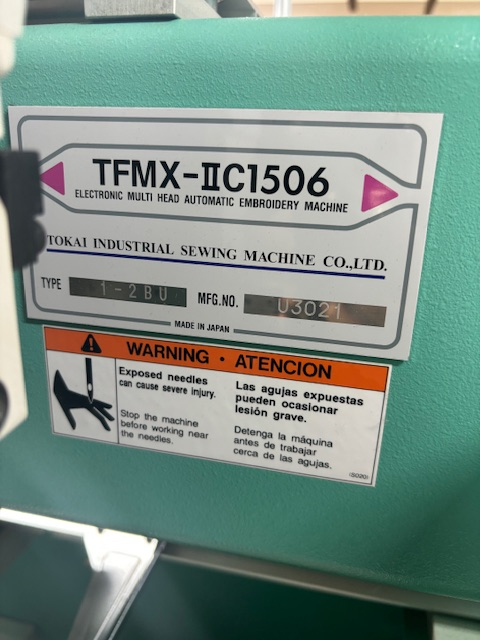 TFMX-IIC1506
ELECTRONIC MULTI HEAD AUTOMATIC EMBROIDERY MACHINE
TOKAI INDUSTRIAL SEWING MACHINE CO.,LTD.
TYPE 1-2BU MFG.NO. U3021
MADE IN JAPAN
WARNING · ATENCION
Exposed needles
can cause severe injury.
Stop the machine
before working near
the needles.
Las agujas expuestas
pueden ocasionar
lesión grave.
Detenga la máquina
antes de trabajar
cerca de las agujas.